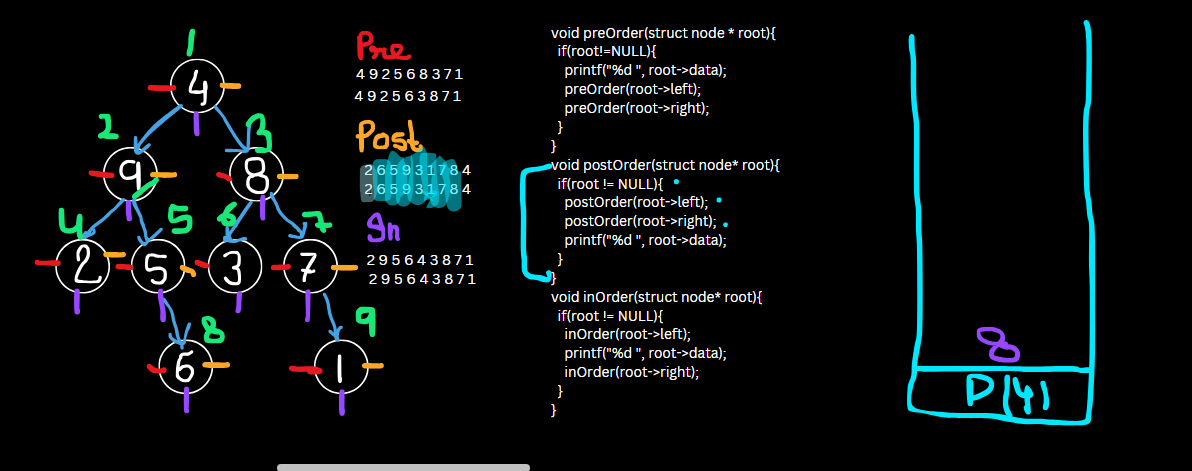 1
4
2
3
9
8
4
5
6
7
2
5
3
7
8
9
6
1
Pre
4 9 2 5 6 8 3 7 1
4 9 2 5 6 3 8 7 1
Post
2 6 5 9 3 1 7 8 4
2 6 5 9 3 1 7 8 4
In
2 9 5 6 4 3 8 7 1
2 9 5 6 4 3 8 7 1
void preOrder(struct node * root){
if(root!=NULL){
printf("%d ", root->data);
preOrder(root->left);
preOrder(root->right);
}
}
void postOrder(struct node* root){
if(root != NULL){
postOrder(root->left);
postOrder(root->right);
printf("%d ", root->data);
}
}
void inOrder(struct node* root){
if(root != NULL){
inOrder(root->left);
printf("%d ", root->data);
inOrder(root->right);
}
}
8
P(4)